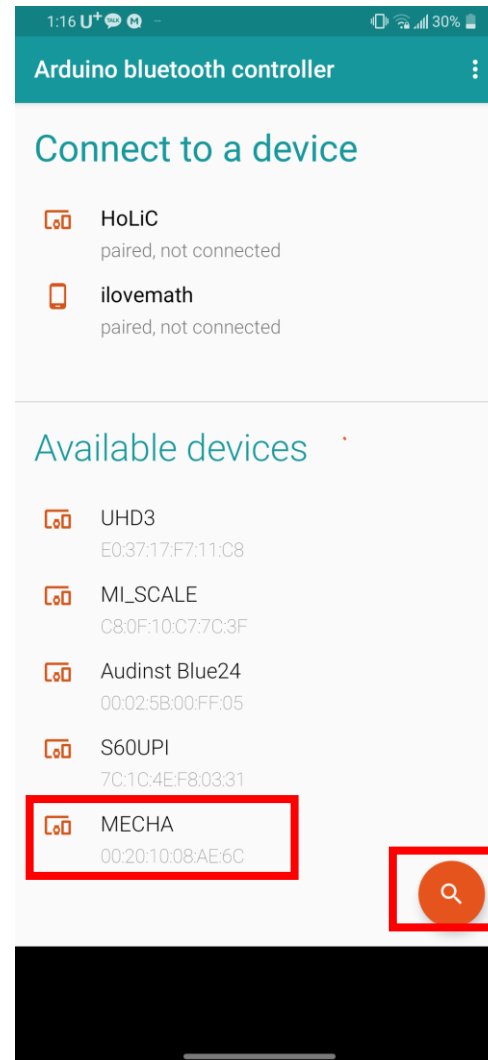 1:16 U+ 30%
Arduino bluetooth controller
Connect to a device
HoLiC
paired, not connected
ilovemath
paired, not connected
Available devices
UHD3
E0:37:17:F7:11:C8
MI_SCALE
C8:0F:10:C7:7C:3F
Audinst Blue24
00:02:5B:00:FF:05
S60UPI
7C:1C:4E:F8:03:31
MECHA
00:20:10:08:AE:6C